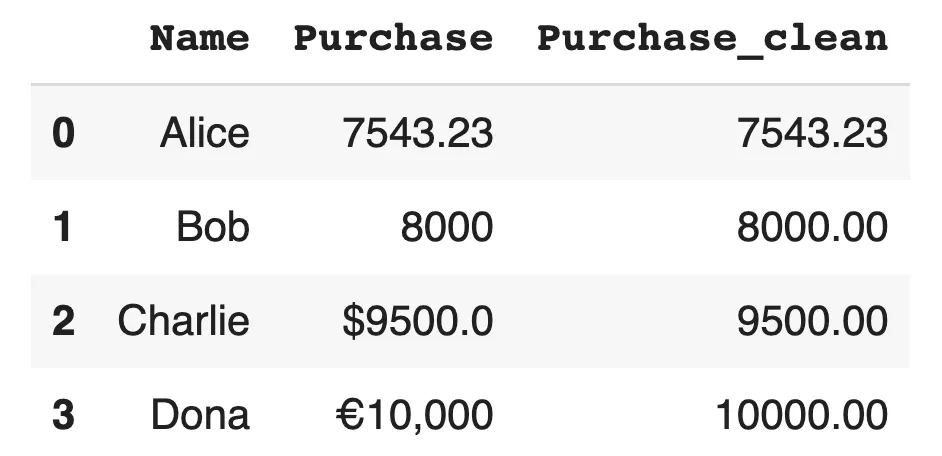 Name Purchase Purchase_clean
0 Alice 7543.23 7543.23
1 Bob 8000 8000.00
2 Charlie $9500.0 9500.00
3 Dona €10,000 10000.00